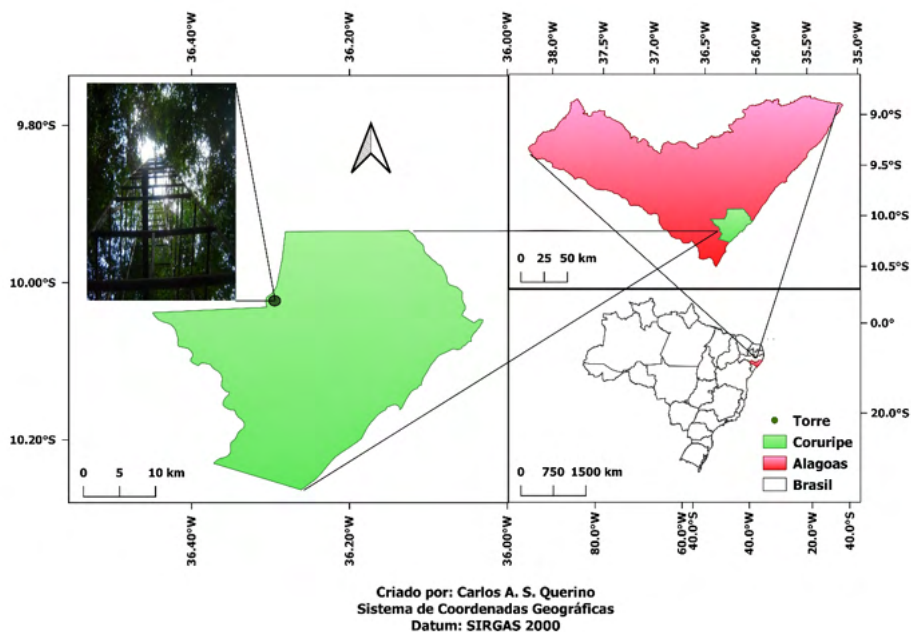 36.40°W
36.20°W
36.00°W
38.0°W
37.5°W
37.0°W
36.5°W
36.0°W
35.5°W
35.0°W
9.80°S
10.00°S
10.20°S
0 5 10 km
36.40°W
36.20°W
36.00°W
9.0°S
9.5°S
10.0°S
10.5°S
0 25 50 km
0.0°
20.0°S
Torre
Coruripe
Alagoas
Brasil
0 750 1500 km
80.0°W
60.0°W
40.0°S
40.0°W
20.0°W
Criado por: Carlos A. S. Querino
Sistema de Coordenadas Geográficas
Datum: SIRGAS 2000